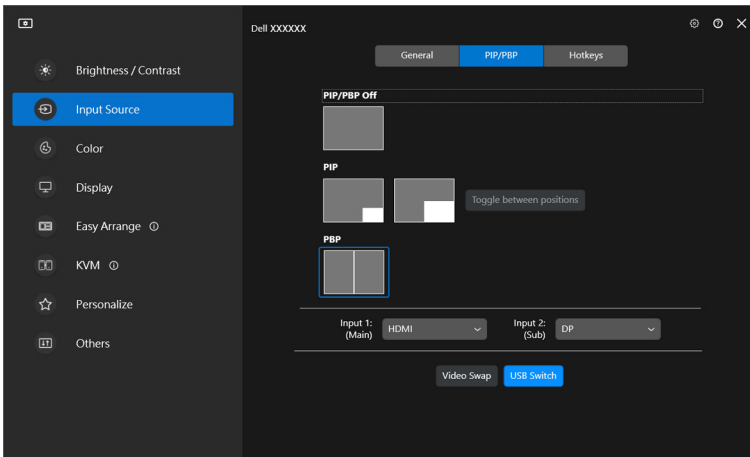 Dell XXXXXX
General
PIP/PBP
Hotkeys
Brightness / Contrast
Input Source
Color
Display
Easy Arrange
KVM
Personalize
Others
PIP/PBP Off
PIP
Toggle between positions
PBP
Input 1:
(Main)
HDMI
Input 2:
(Sub)
DP
Video Swap
USB Switch